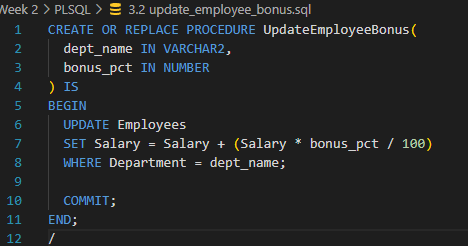 Week 2 > PLSQL > 3.2 update_employee_bonus.sql
1 CREATE OR REPLACE PROCEDURE UpdateEmployeeBonus(
2 dept_name IN VARCHAR2,
3 bonus_pct IN NUMBER
4 ) IS
5 BEGIN
6 UPDATE Employees
7 SET Salary = Salary + (Salary * bonus_pct / 100)
8 WHERE Department = dept_name;
9
10 COMMIT;
11 END;
12 /